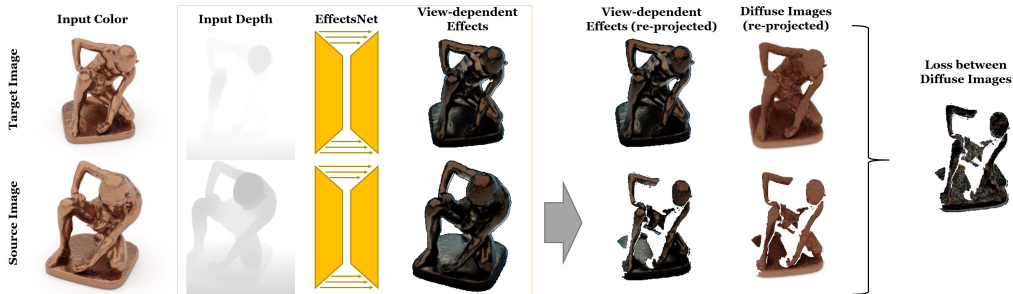 Input Color
Input Depth
EffectsNet
View-dependent
Effects
View-dependent
Effects (re-projected)
Diffuse Images
(re-projected)
Loss between
Diffuse Images
Target Image
Source Image